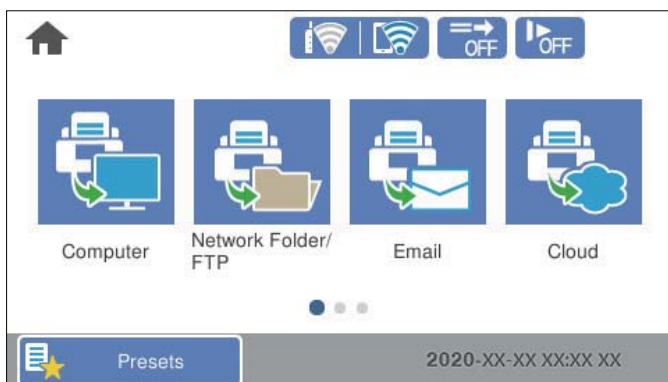 OFF
OFF
Computer
Network Folder/
FTP
Email
Cloud
Presets
2020-XX-XX XX:XX XX